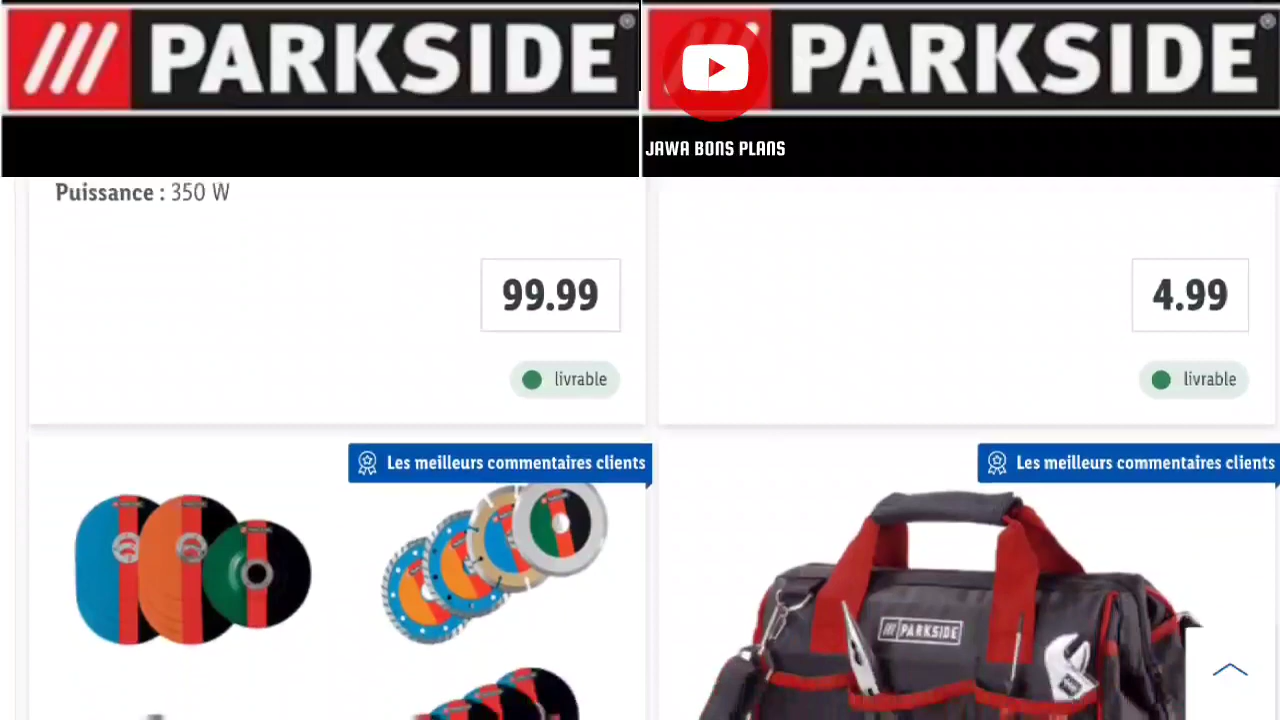 PARKSIDE®
PARKSIDE®
JAWA BONS PLANS
Puissance : 350 W
99.99
4.99
livrable
livrable
Les meilleurs commentaires clients
Les meilleurs commentaires clients
PARKSIDE